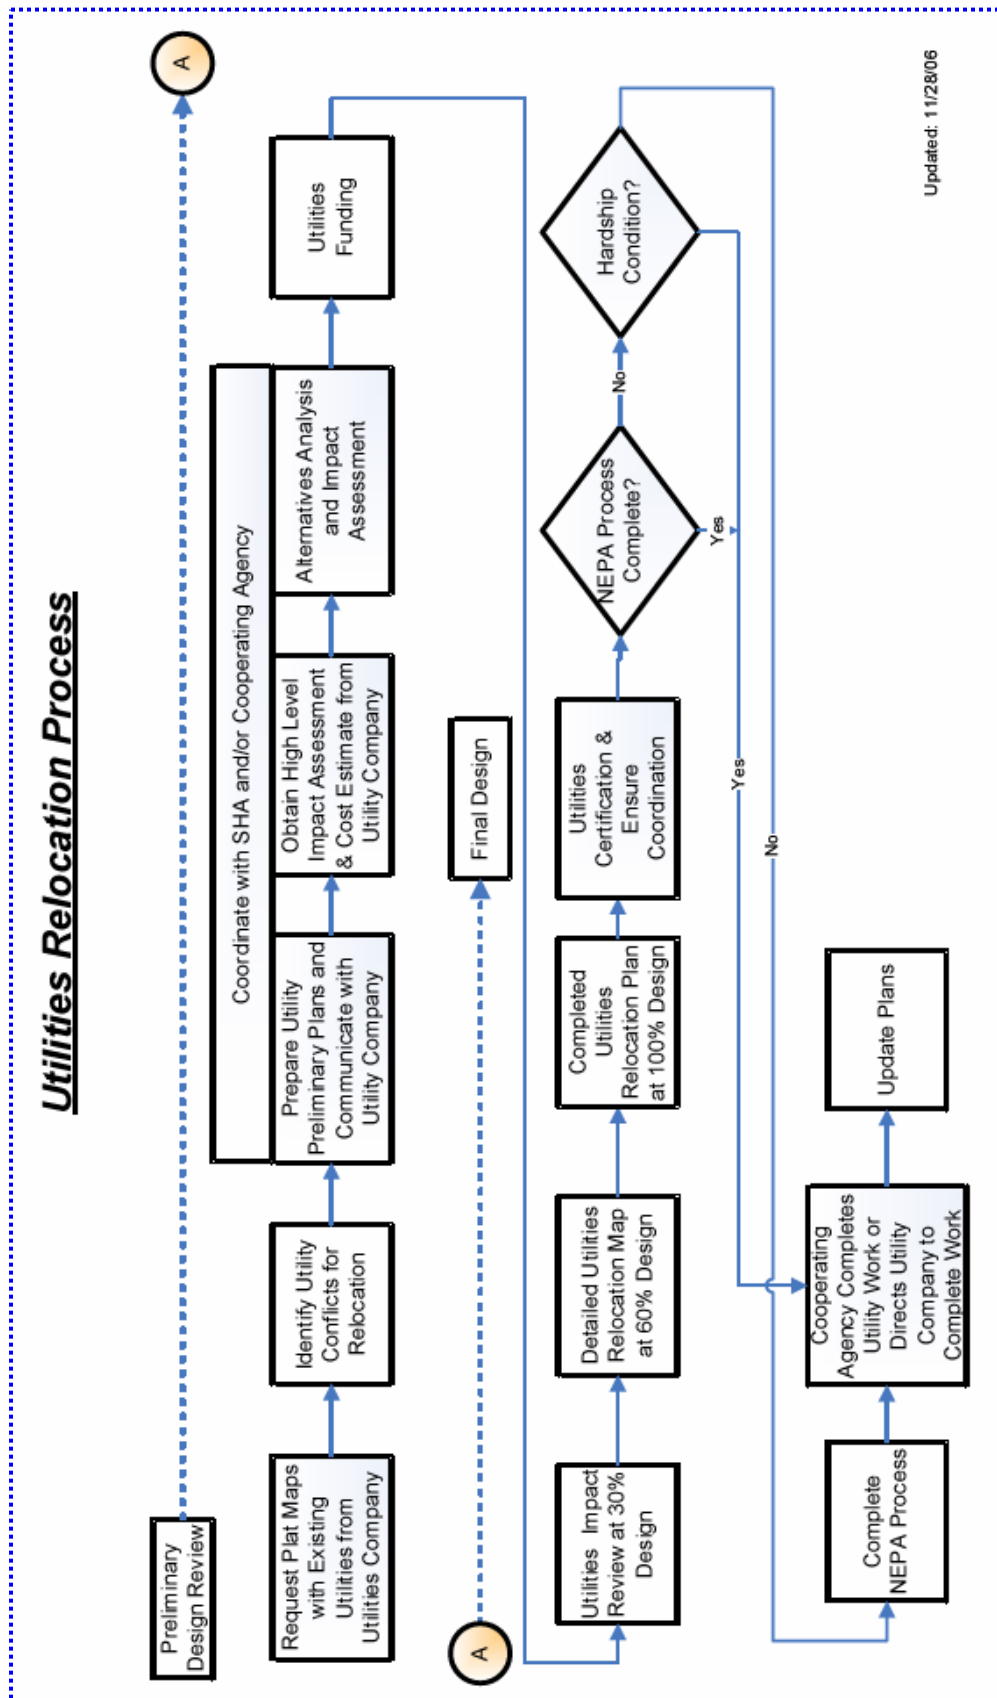 Utilities Relocation Process
Preliminary
Design Review
A
Coordinate with SHA and/or Cooperating Agency
Request Plat Maps
with Existing
Utilities from
Utilities Company
Identify Utility
Conflicts for
Relocation
Prepare Utility
Preliminary Plans and
Communicate with
Utility Company
Obtain High Level
Impact Assessment
& Cost Estimate from
Utility Company
Alternatives Analysis
and Impact
Assessment
Utilities
Funding
A
Final Design
Utilities Impact
Review at 30%
Design
Detailed Utilities
Relocation Map
at 60% Design
Completed
Utilities
Relocation Plan
at 100% Design
Utilities
Certification &
Ensure
Coordination
NEPA Process
Complete?
No
Hardship
Condition?
Yes
Yes
No
Complete
NEPA Process
Cooperating
Agency Completes
Utility Work or
Directs Utility
Company to
Complete Work
Update Plans
Updated: 11/28/06